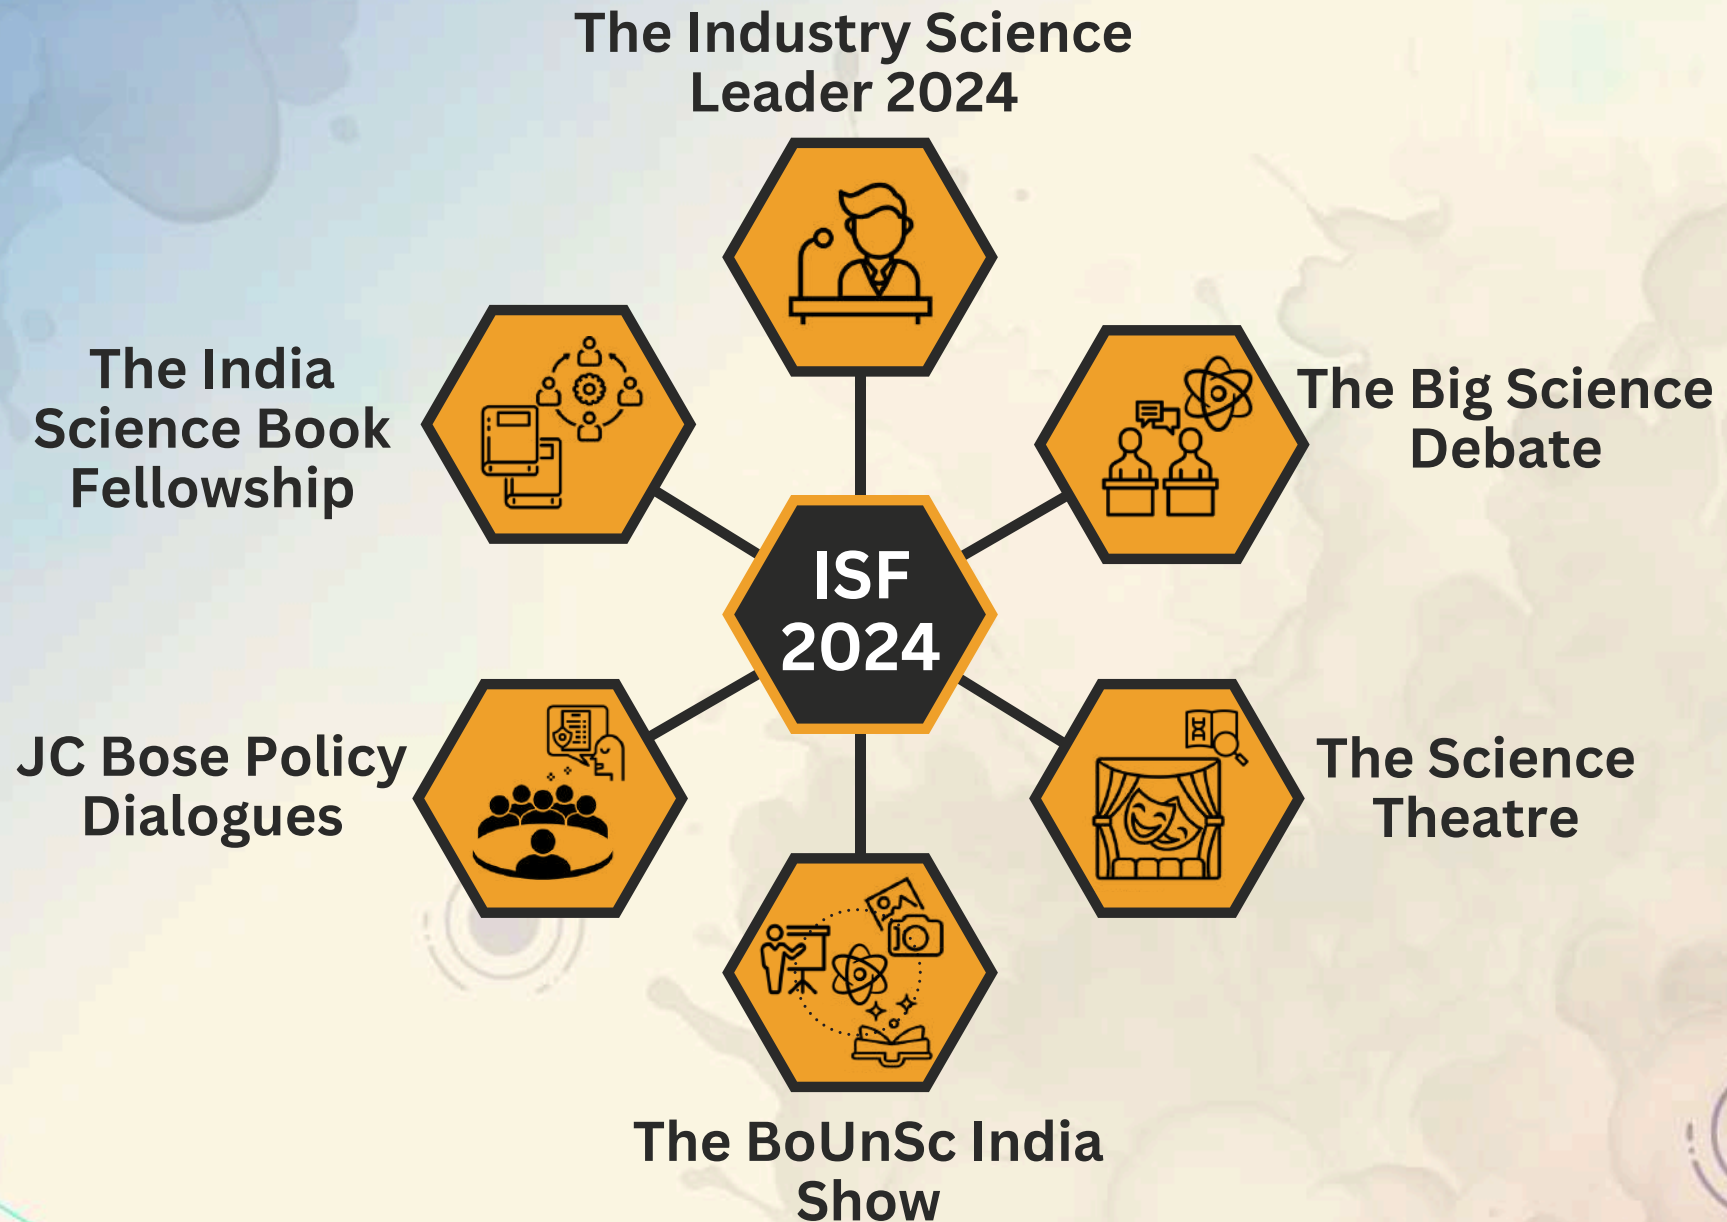 The Industry Science
Leader 2024
The India
Science Book
Fellowship
The Big Science
Debate
ISF
2024
JC Bose Policy
Dialogues
The Science
Theatre
The BoUnSc India
Show